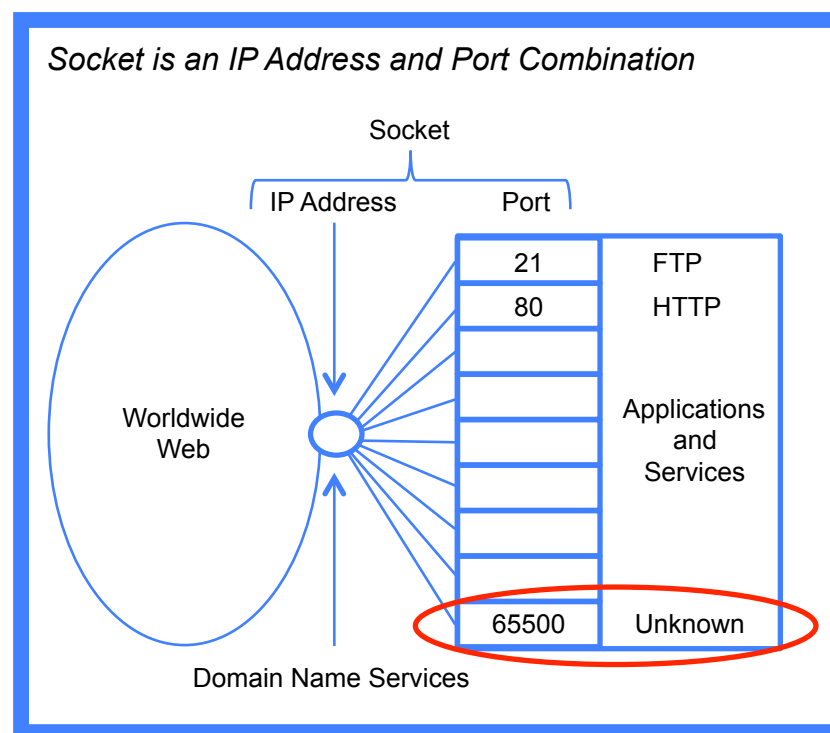 Socket is an IP Address and Port Combination
Socket
IP Address
Port
21
FTP
80
HTTP
Worldwide
Web
Applications
and
Services
65500
Unknown
Domain Name Services